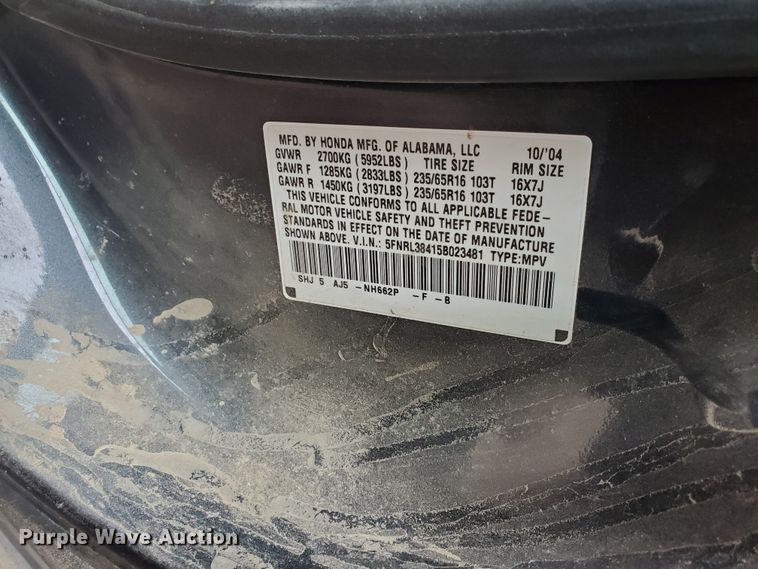 MFD. BY HONDA MFG. OF ALABAMA, LLC 10/'04
GVWR 2700KG (5952LBS) TIRE SIZE RIM SIZE
GAWR F 1285KG (2833LBS) 235/65R16 103T 16X7J
GAWR R 1450KG (3197LBS) 235/65R16 103T 16X7J
THIS VEHICLE CONFORMS TO ALL APPLICABLE FEDE-
RAL MOTOR VEHICLE SAFETY AND THEFT PREVENTION
STANDARDS IN EFFECT ON THE DATE OF MANUFACTURE
SHOWN ABOVE. V.I.N.: 5FNRL38415B023481 TYPE:MPV
SHJ 5 AJ5 -NH662P -F -B
Purple Wave Auction